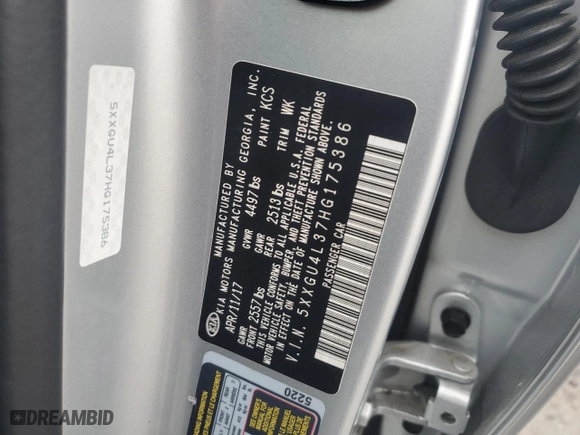 5XXGU4L37HG175386
KIA
KIA MOTORS MANUFACTURING GEORGIA, INC.
MANUFACTURED BY
APR/11/17
GVWR 4497lbs
PAINT KCS
GAWR
FRONT 2557lbs
GAWR
REAR 2513lbs
TRIM WK
THIS VEHICLE CONFORMS TO ALL APPLICABLE U.S.A. FEDERAL
MOTOR VEHICLE SAFETY, BUMPER, AND THEFT PREVENTION STANDARDS
IN EFFECT ON THE DATE OF MANUFACTURE SHOWN ABOVE.
V.I.N. 5XXGU4L37HG175386
PASSENGER CAR
5220
DREAMBID